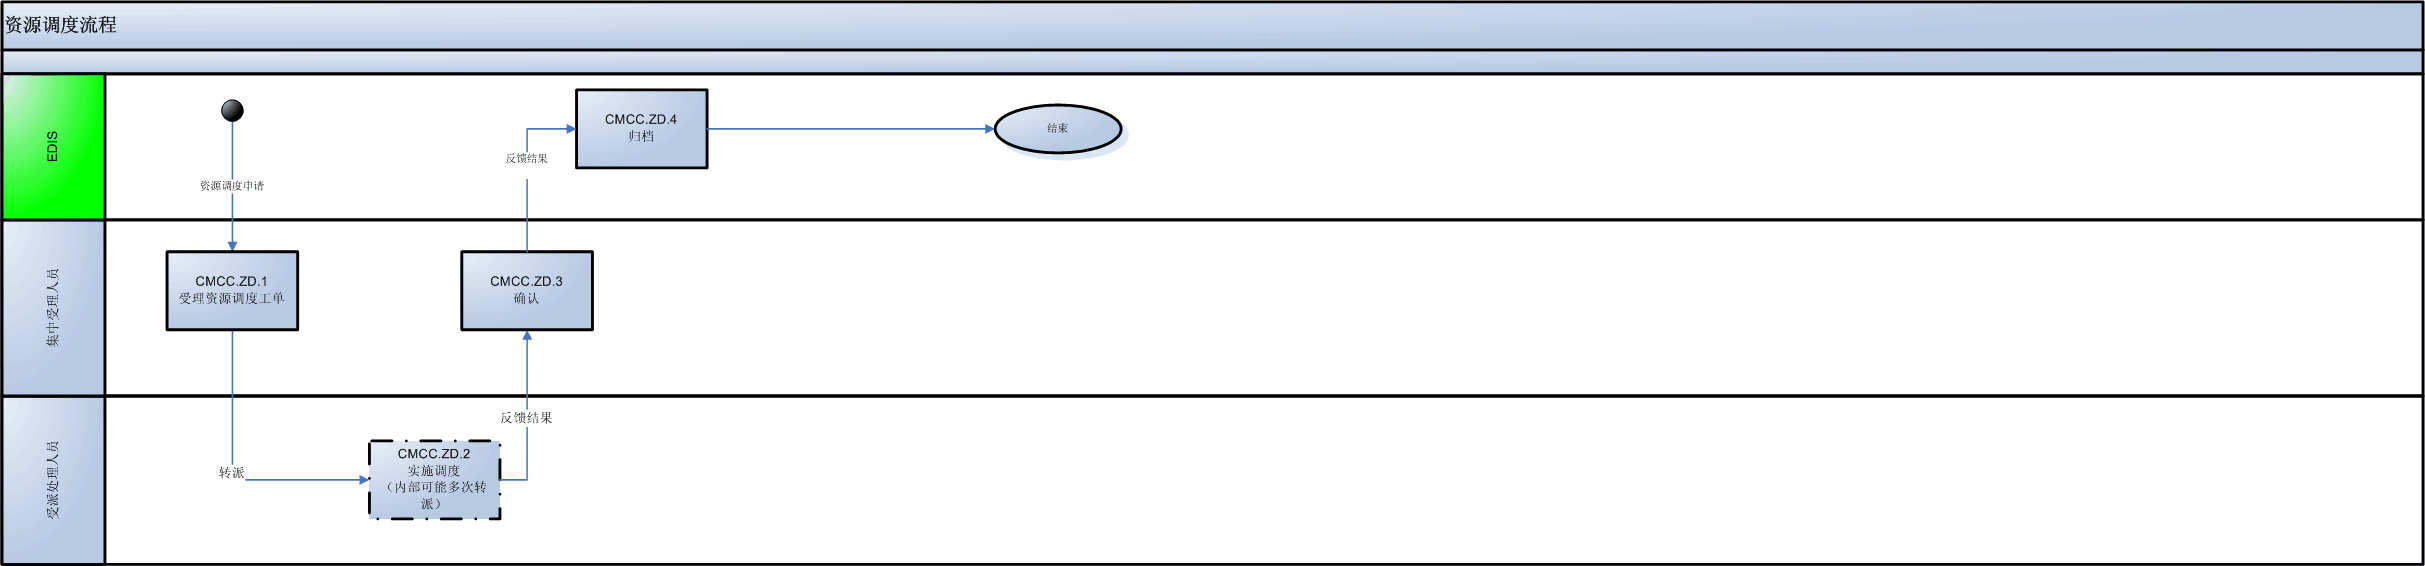 资源调度流程
EDIS
资源调度申请
反馈结果
CMCC.ZD.4
归档
结束
集中受理人员
CMCC.ZD.1
受理资源调度工单
CMCC.ZD.3
确认
受派处理人员
转派
反馈结果
CMCC.ZD.2
实施调度
（内部可能多次转
派）